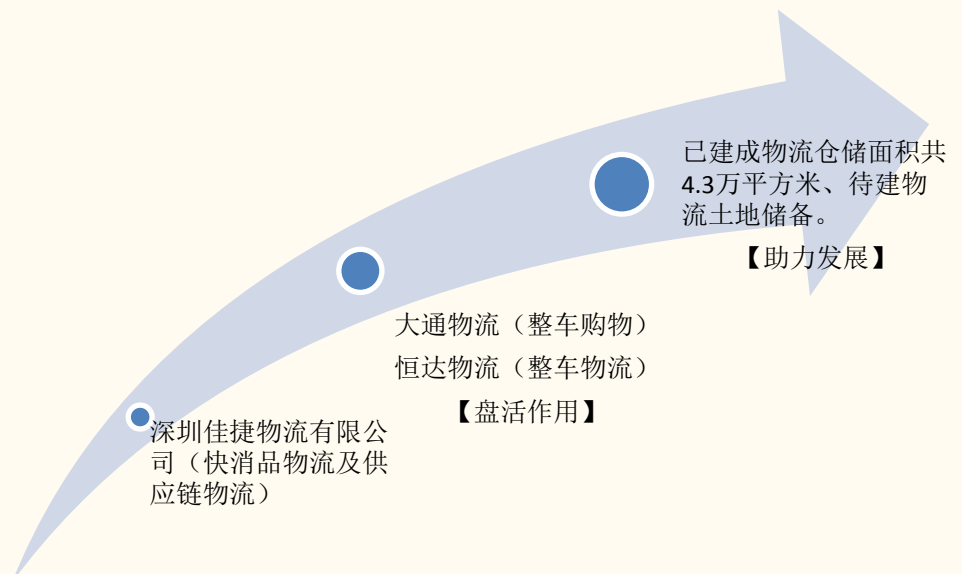 已建成物流仓储面积共
4.3万平方米、待建物
流土地储备。
【助力发展】
大通物流（整车购物）
恒达物流（整车物流）
【盘活作用】
深圳佳捷物流有限公
司（快消品物流及供
应链物流）